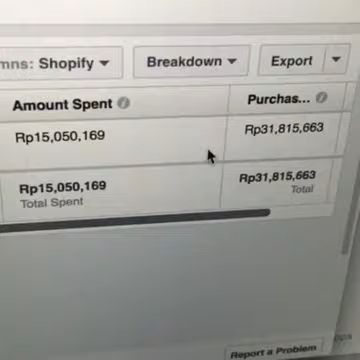 mns: Shopify Breakdown Export
Amount Spent Purchas...
Rp15,050,169 Rp31,815,663
Rp15,050,169 Rp31,815,663
Total Spent Total
Report a Problem